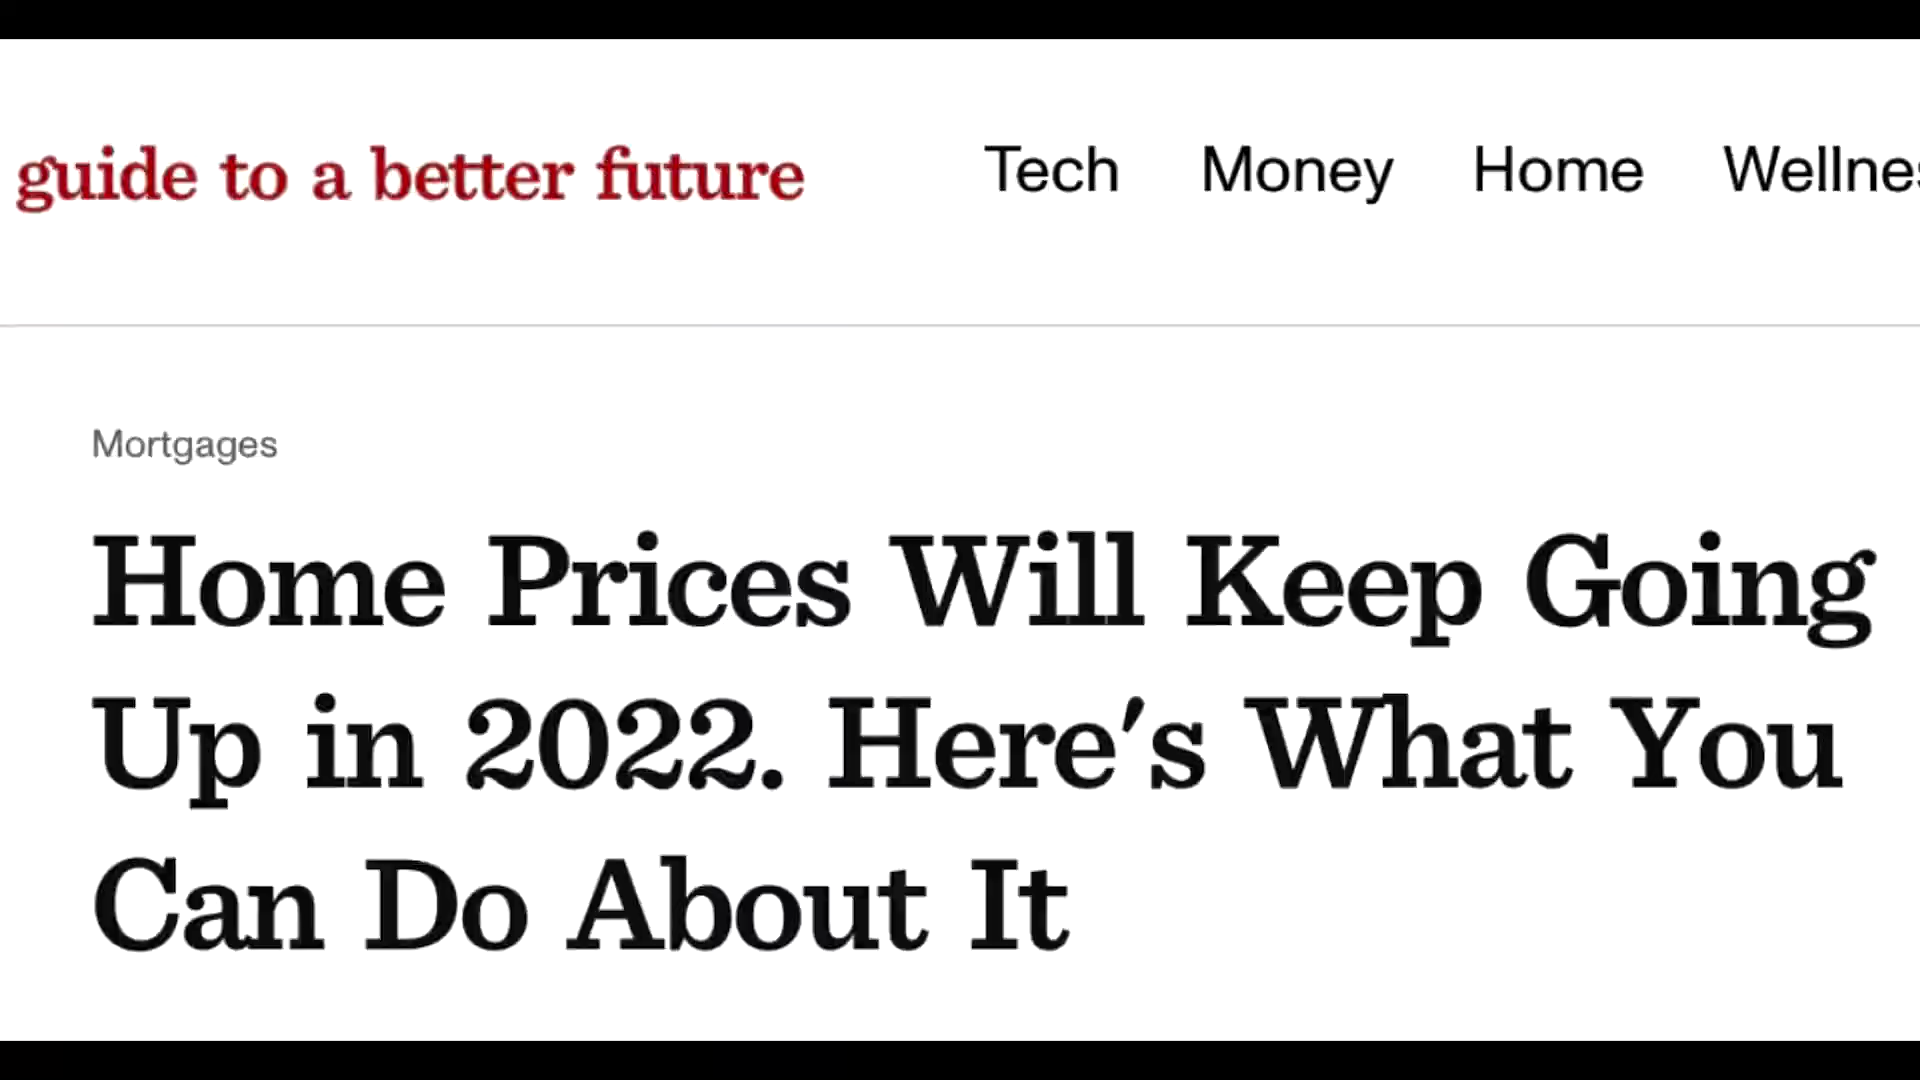 guide to a better future
Tech Money Home Wellnes
Mortgages
Home Prices Will Keep Going
Up in 2022. Here's What You
Can Do About It